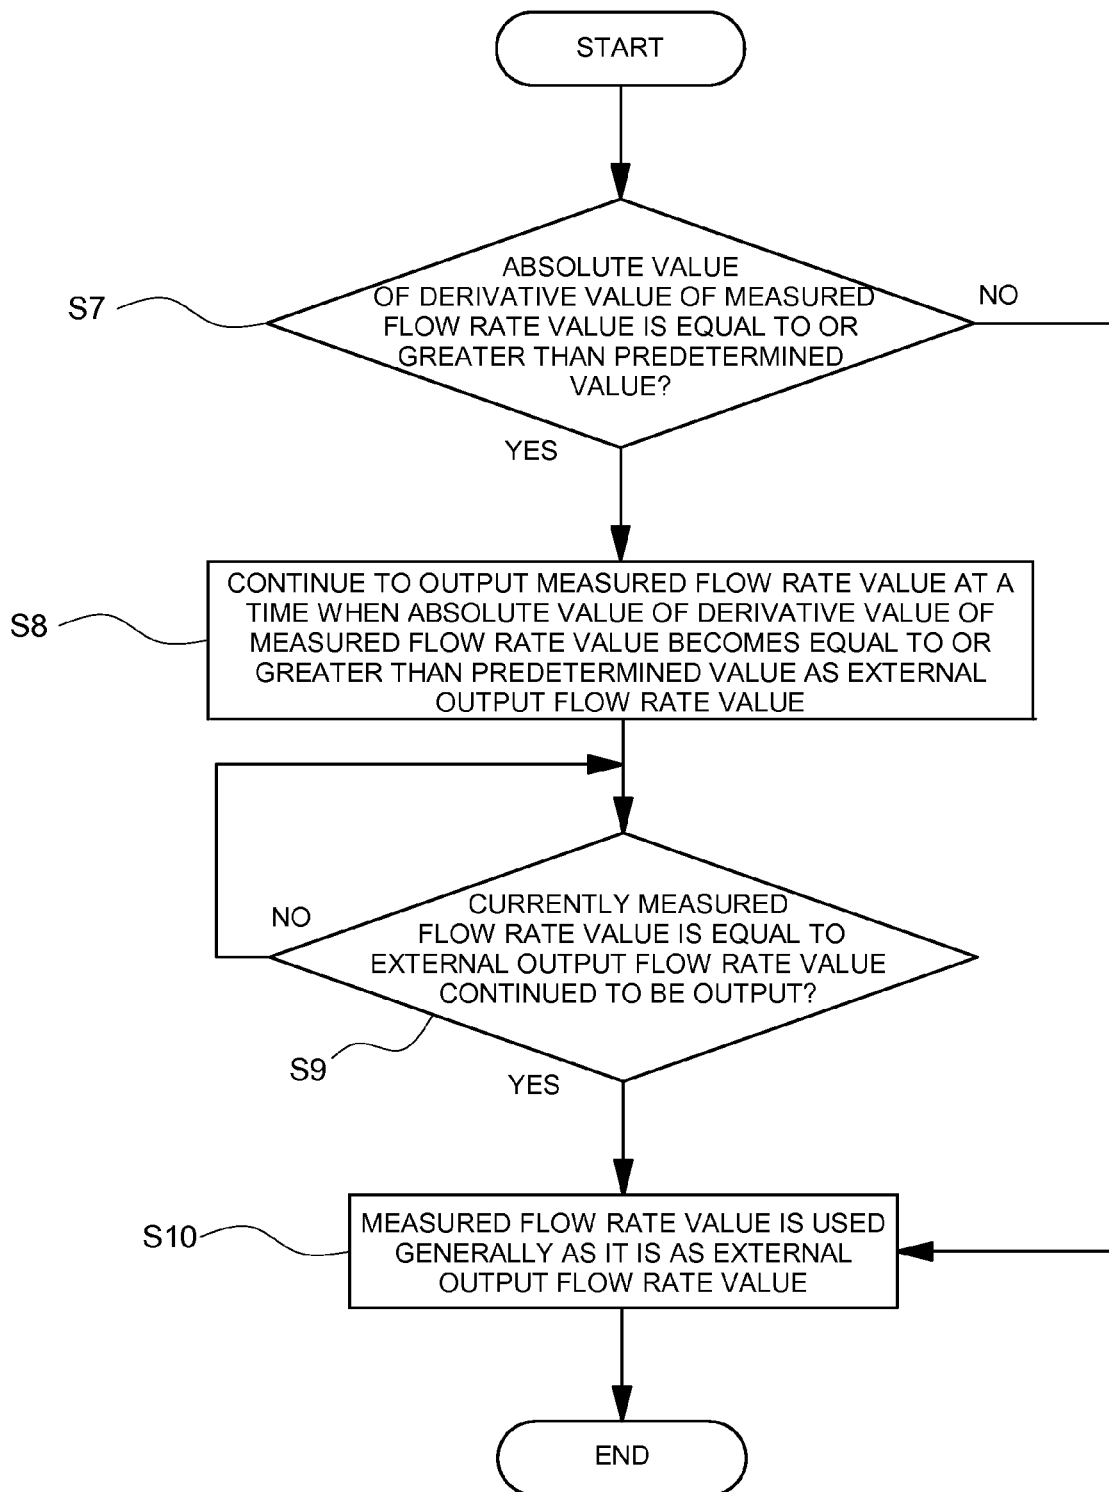 START
ABSOLUTE VALUE
OF DERIVATIVE VALUE OF MEASURED
FLOW RATE VALUE IS EQUAL TO OR
GREATER THAN PREDETERMINED
VALUE?
NO
S7
YES
CONTINUE TO OUTPUT MEASURED FLOW RATE VALUE AT A
TIME WHEN ABSOLUTE VALUE OF DERIVATIVE VALUE OF
MEASURED FLOW RATE VALUE BECOMES EQUAL TO OR
GREATER THAN PREDETERMINED VALUE AS EXTERNAL
OUTPUT FLOW RATE VALUE
S8
CURRENTLY MEASURED
FLOW RATE VALUE IS EQUAL TO
EXTERNAL OUTPUT FLOW RATE VALUE
CONTINUED TO BE OUTPUT?
NO
S9
YES
MEASURED FLOW RATE VALUE IS USED
GENERALLY AS IT IS AS EXTERNAL
OUTPUT FLOW RATE VALUE
S10
END